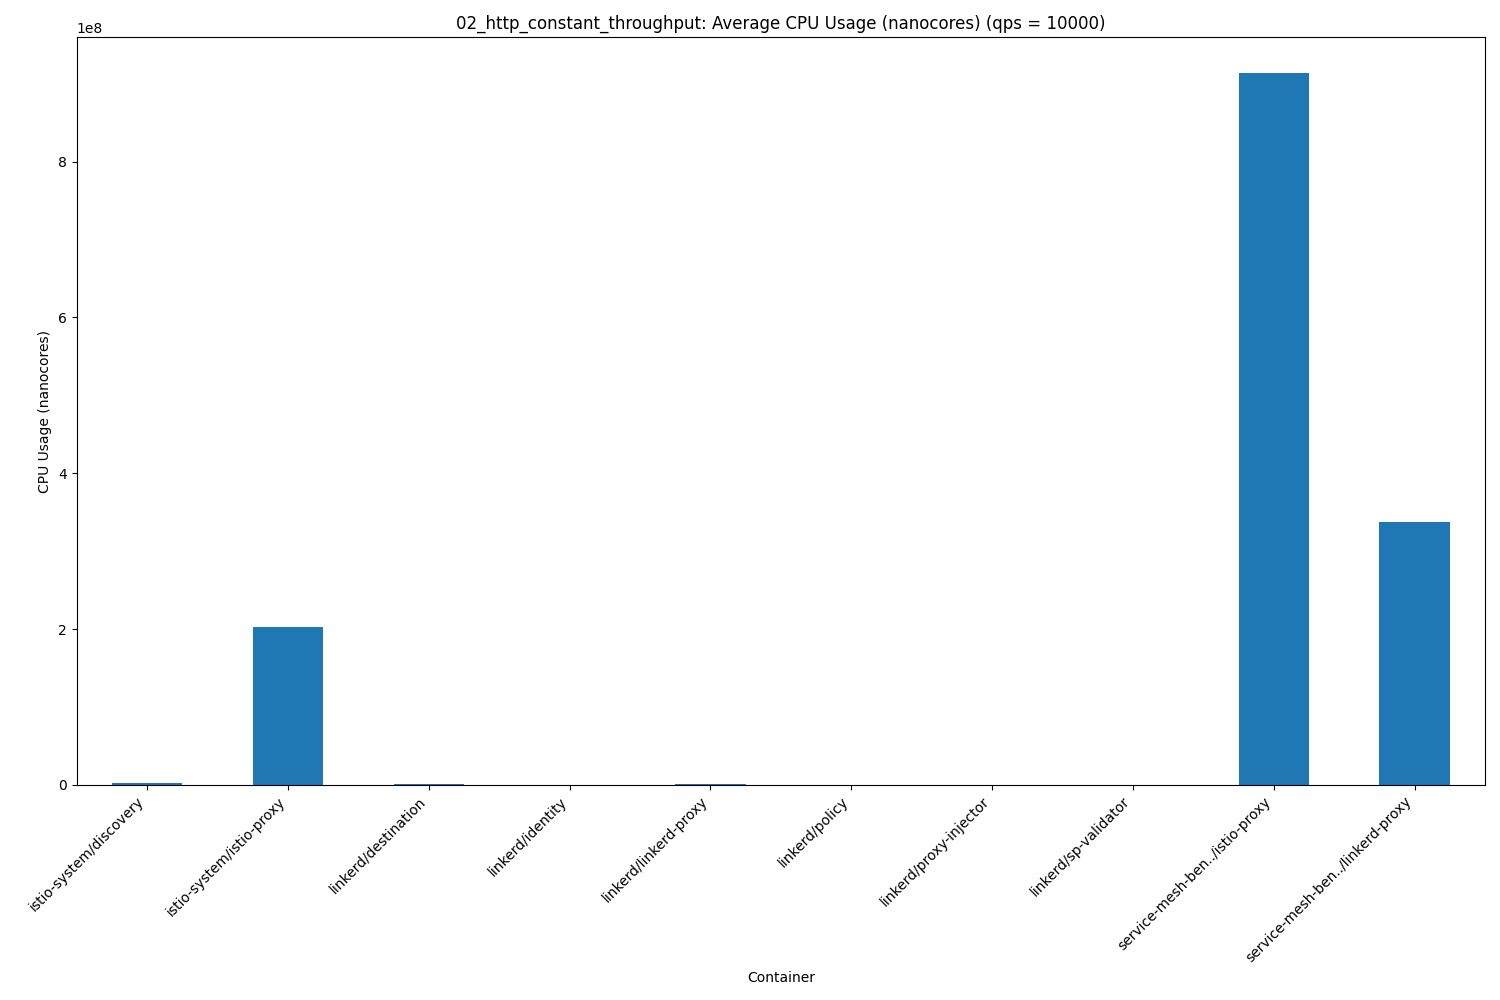 02_http_constant_throughput: Average CPU Usage (nanocores) (qps = 10000)
1e8
8
6
4
2
0
CPU Usage (nanocores)
istio-system/discovery
istio-system/istio-proxy
linkerd/destination
linkerd/identity
linkerd/linkerd-proxy
linkerd/policy
linkerd/proxy-injector
linkerd/sp-validator
service-mesh-ben../istio-proxy
service-mesh-ben../linkerd-proxy
Container